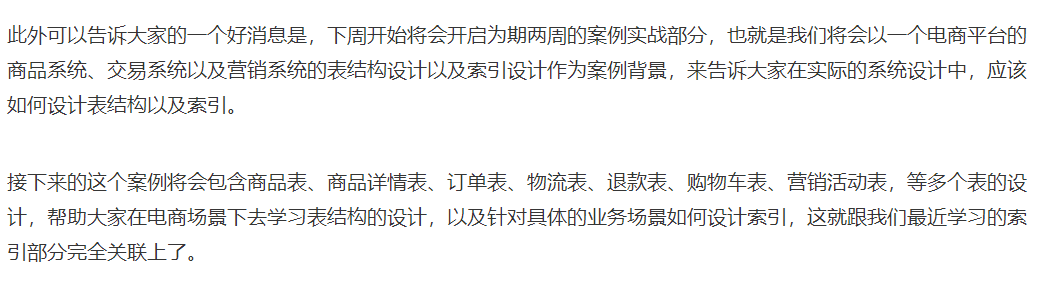 此外可以告诉大家的一个好消息是，下周开始将会开启为期两周的案例实战部分，也就是我们将会以一个电商平台的
商品系统、交易系统以及营销系统的表结构设计以及索引设计作为案例背景，来告诉大家在实际的系统设计中，应该
如何设计表结构以及索引。
接下来的这个案例将会包含商品表、商品详情表、订单表、物流表、退款表、购物车表、营销活动表，等多个表的设
计，帮助大家在电商场景下去学习表结构的设计，以及针对具体的业务场景如何设计索引，这就跟我们最近学习的索
引部分完全关联上了。